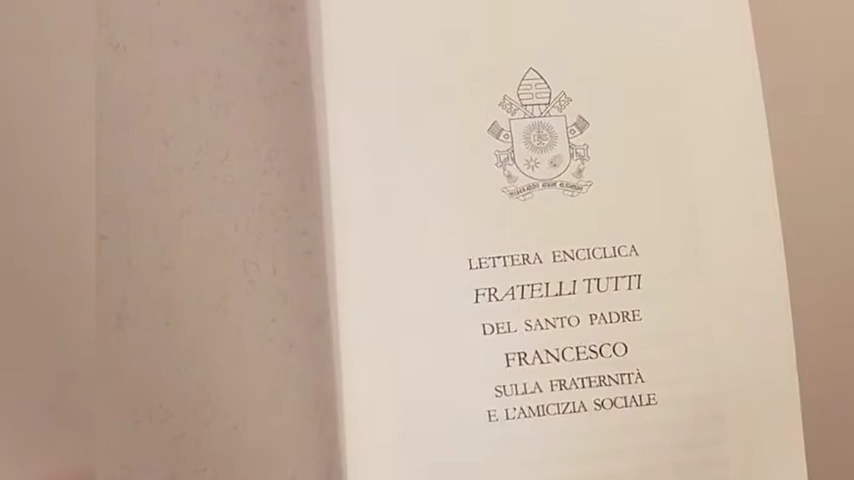 LETTERA ENCICLICA
FRATELLI TUTTI
DEL SANTO PADRE
FRANCESCO
SULLA FRATERNITÀ
E L'AMICIZIA SOCIALE